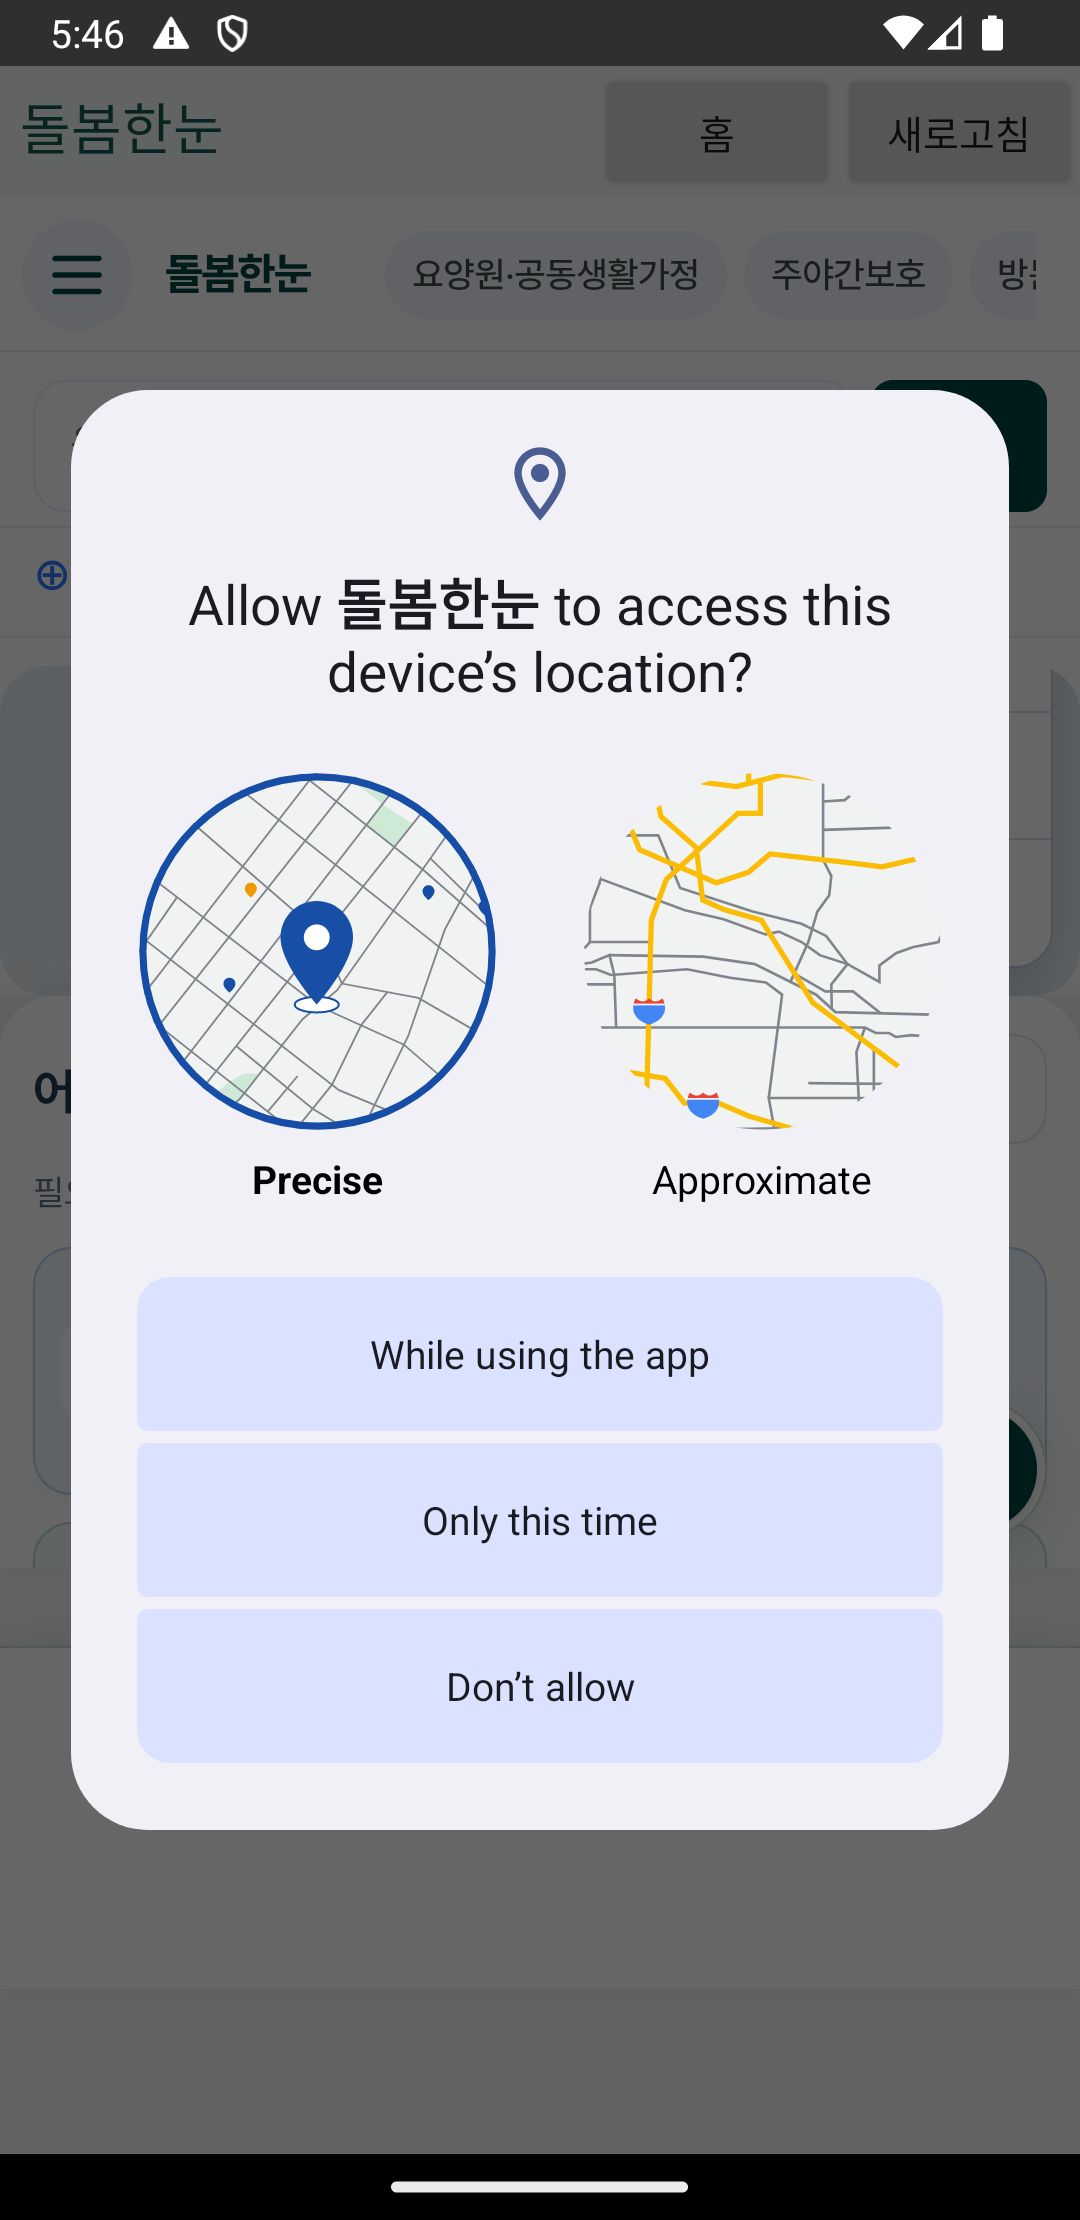 5:46
돌봄한눈
홈
새로고침
돌봄한눈
요양원·공동생활가정
주야간보호
Allow 돌봄한눈 to access this
device’s location?
Precise
Approximate
While using the app
Only this time
Don’t allow